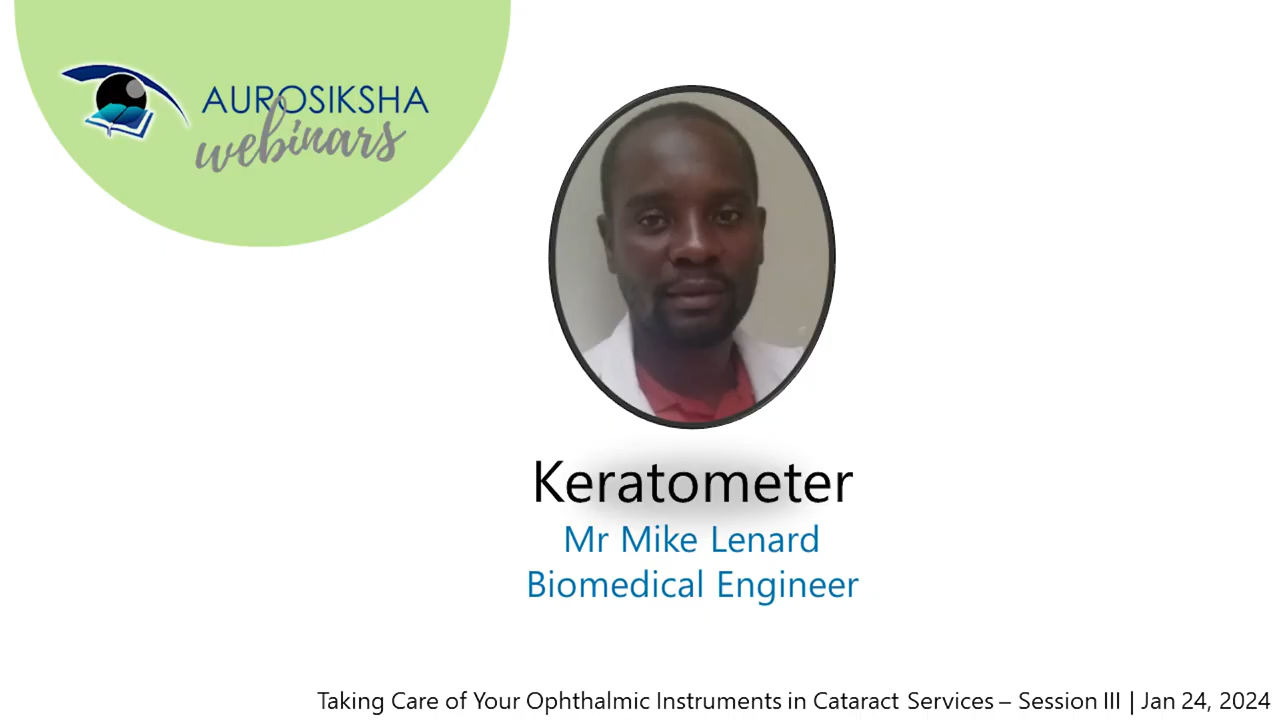 AUROSIKSHA
webinars
Keratometer
Mr Mike Lenard
Biomedical Engineer
Taking Care of Your Ophthalmic Instruments in Cataract Services – Session III | Jan 24, 2024